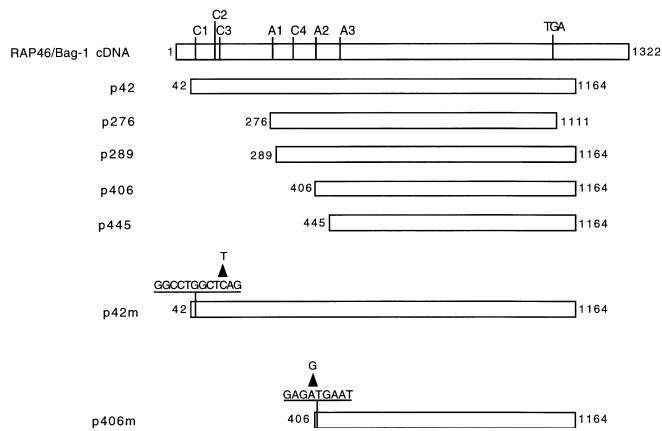 C2
C1 C3 A1 C4 A2 A3 TGA
RAP46/Bag-1 cDNA 1 1322
p42 42 1164
p276 276 1111
p289 289 1164
p406 406 1164
p445 445 1164
T
GGCCTGGCTCAG
p42m 42 1164
G
GAGATGAAT
p406m 406 1164